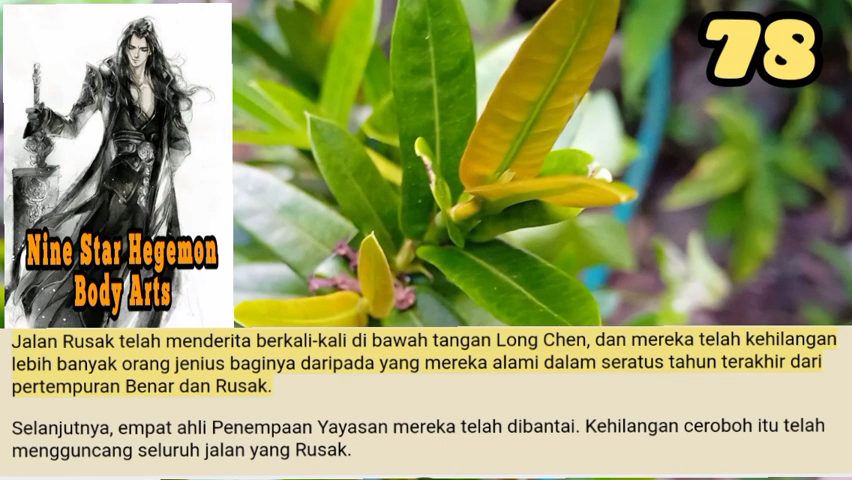 78
Nine Star Hegemon
Body Arts
Jalan Rusak telah menderita berkali-kali di bawah tangan Long Chen, dan mereka telah kehilangan
lebih banyak orang jenius baginya daripada yang mereka alami dalam seratus tahun terakhir dari
pertempuran Benar dan Rusak.
Selanjutnya, empat ahli Penempaan Yayasan mereka telah dibantai. Kehilangan ceroboh itu telah
mengguncang seluruh jalan yang Rusak.